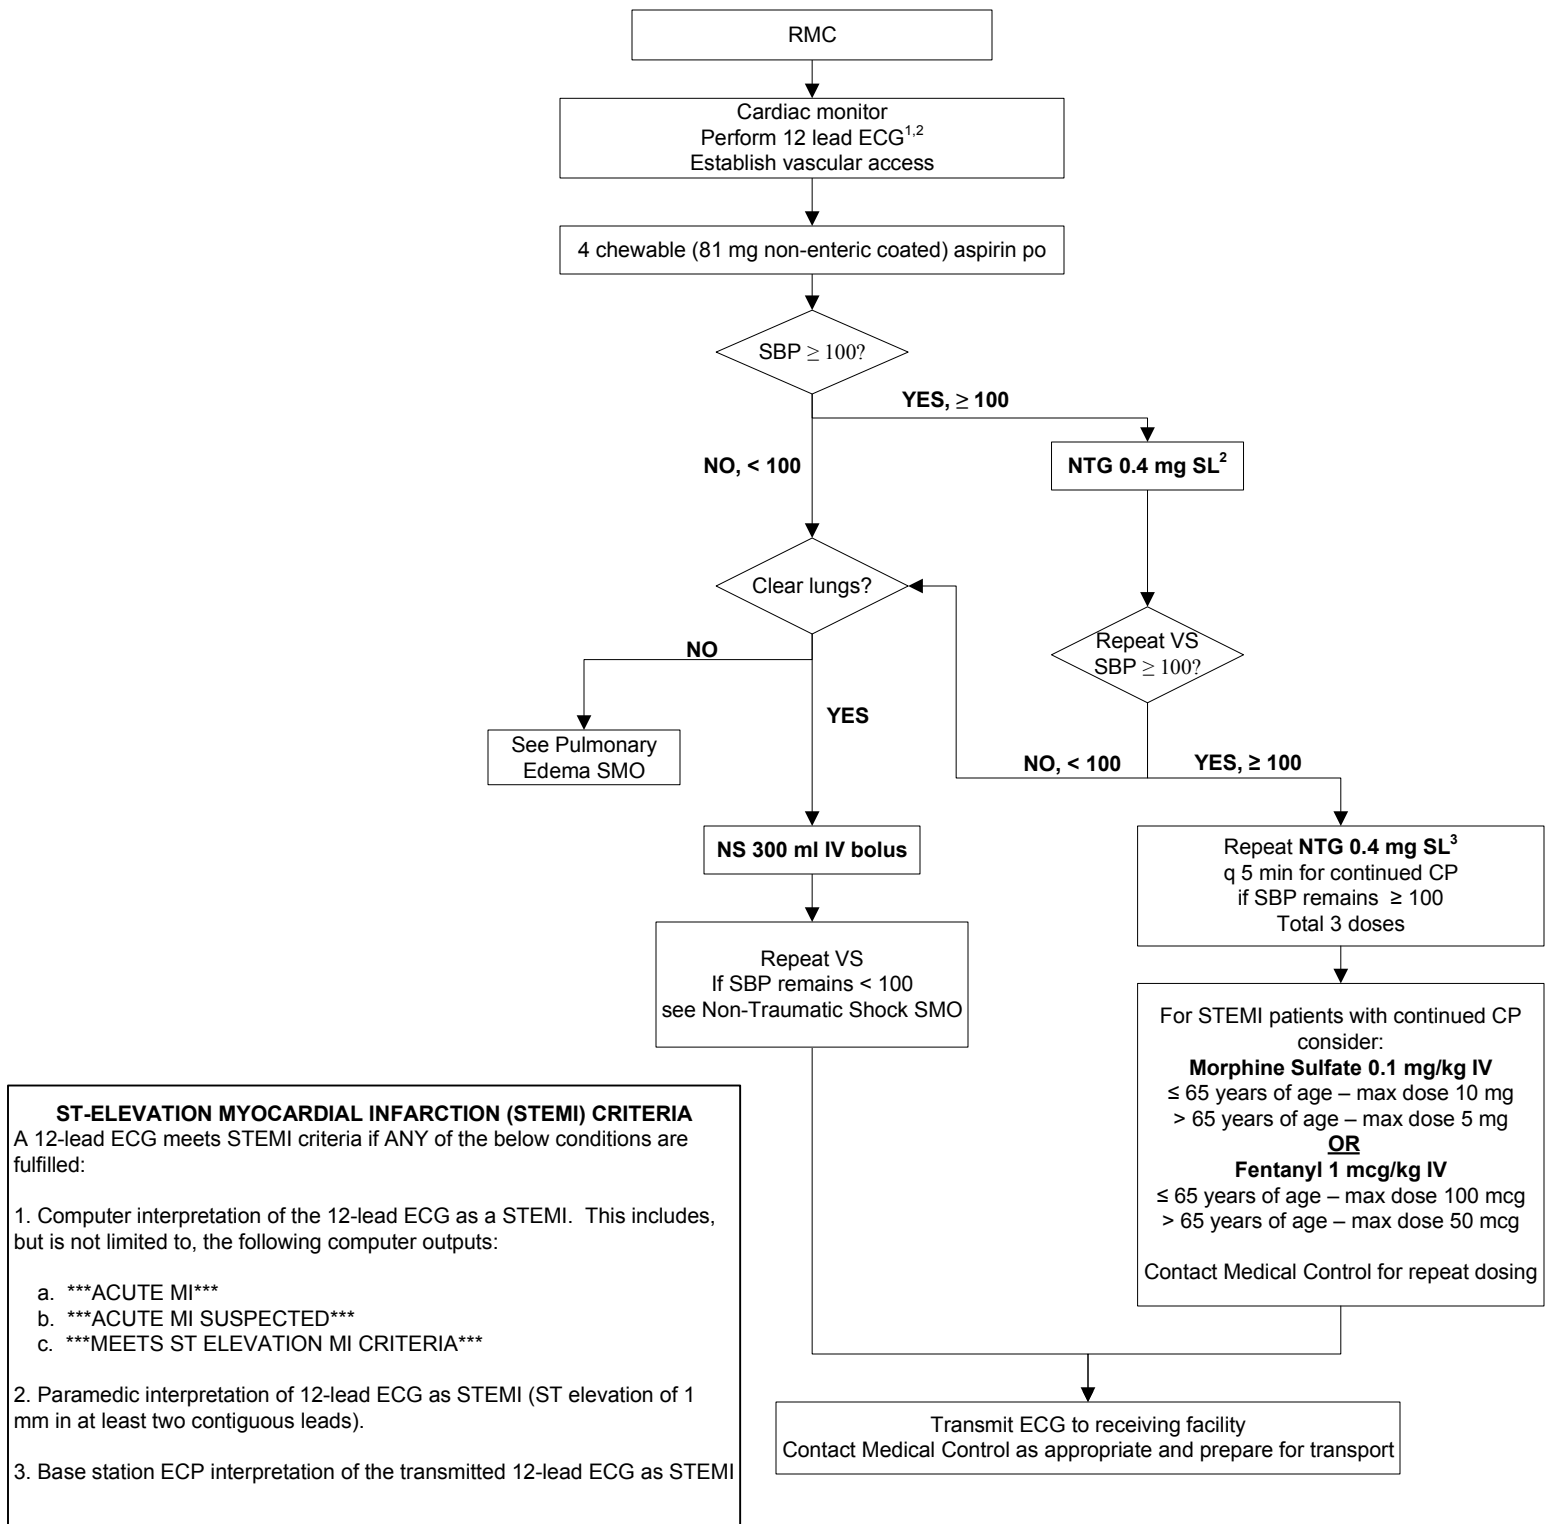 RMC
Cardiac monitor
Perform 12 lead ECG1,2
Establish vascular access
4 chewable (81 mg non-enteric coated) aspirin po
SBP ≥ 100?
YES, ≥ 100
NO, < 100
NTG 0.4 mg SL2
Clear lungs?
Repeat VS
SBP ≥ 100?
NO
YES
See Pulmonary
Edema SMO
NO, < 100
YES, ≥ 100
NS 300 ml IV bolus
Repeat NTG 0.4 mg SL3
q 5 min for continued CP
if SBP remains ≥ 100
Total 3 doses
Repeat VS
If SBP remains < 100
see Non-Traumatic Shock SMO
For STEMI patients with continued CP
consider:
Morphine Sulfate 0.1 mg/kg IV
≤ 65 years of age – max dose 10 mg
> 65 years of age – max dose 5 mg
OR
Fentanyl 1 mcg/kg IV
≤ 65 years of age – max dose 100 mcg
> 65 years of age – max dose 50 mcg
Contact Medical Control for repeat dosing
ST-ELEVATION MYOCARDIAL INFARCTION (STEMI) CRITERIA
A 12-lead ECG meets STEMI criteria if ANY of the below conditions are
fulfilled:
1. Computer interpretation of the 12-lead ECG as a STEMI. This includes,
but is not limited to, the following computer outputs:
a. ***ACUTE MI***
b. ***ACUTE MI SUSPECTED***
c. ***MEETS ST ELEVATION MI CRITERIA***
2. Paramedic interpretation of 12-lead ECG as STEMI (ST elevation of 1
mm in at least two contiguous leads).
3. Base station ECP interpretation of the transmitted 12-lead ECG as STEMI
Transmit ECG to receiving facility
Contact Medical Control as appropriate and prepare for transport